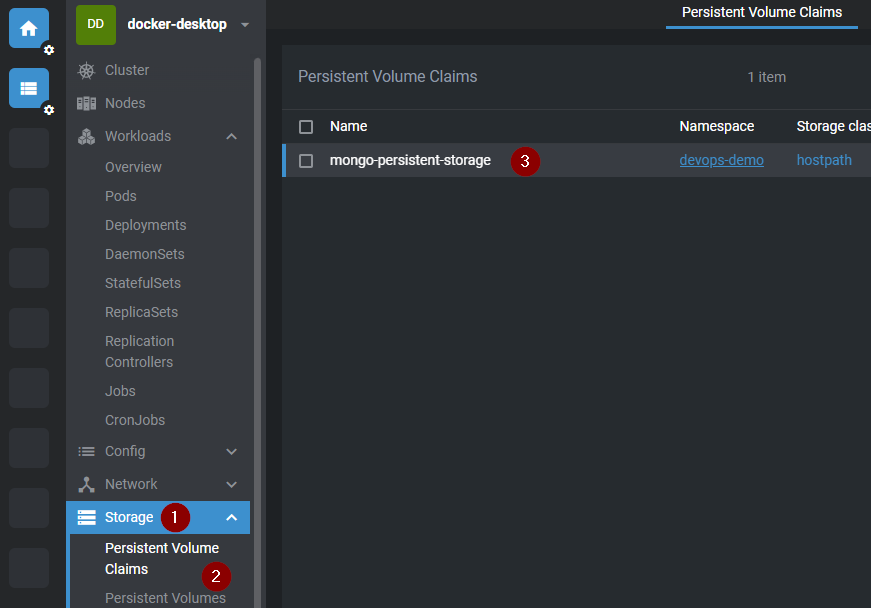 DD
docker-desktop
Cluster
Nodes
Workloads
Overview
Pods
Deployments
DaemonSets
StatefulSets
ReplicaSets
Replication
Controllers
Jobs
CronJobs
Config
Network
Storage 1
Persistent Volume
Claims
2
Persistent Volumes
Persistent Volume Claims
Persistent Volume Claims 1 item
Name Namespace Storage clas
mongo-persistent-storage 3 devops-demo hostpath